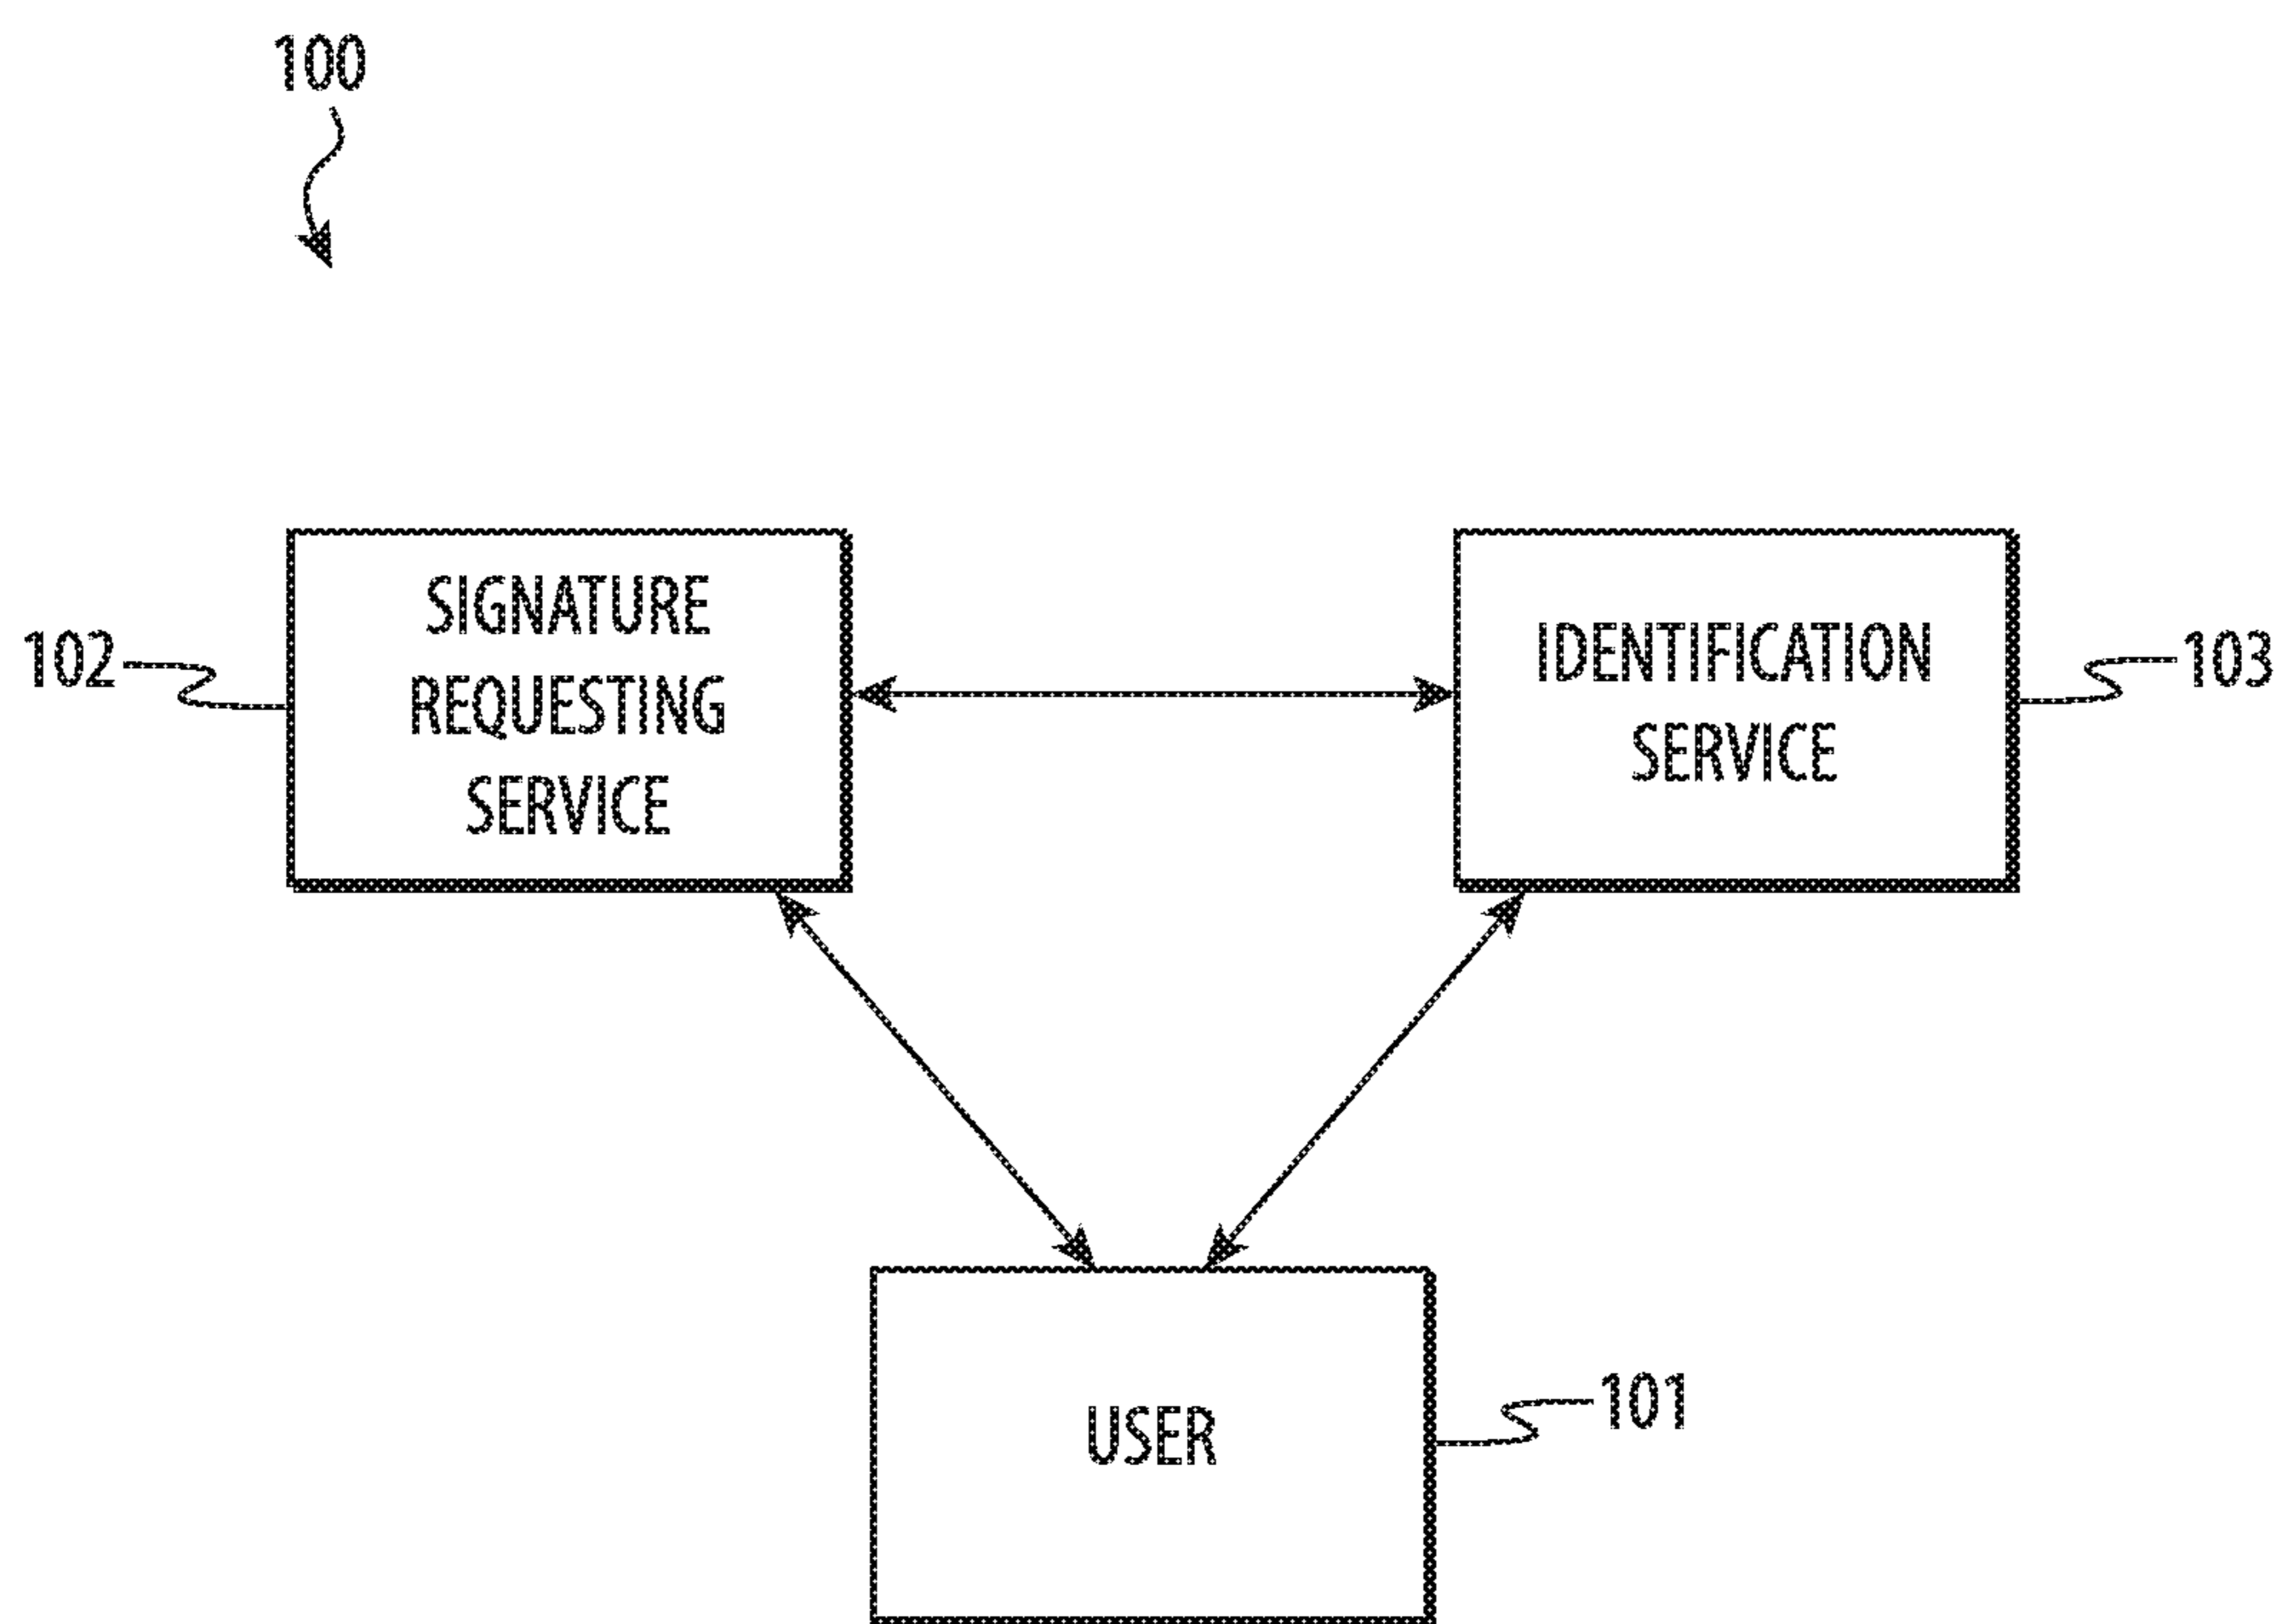 100
SIGNATURE
REQUESTING
SERVICE
102
IDENTIFICATION
SERVICE
103
USER
101